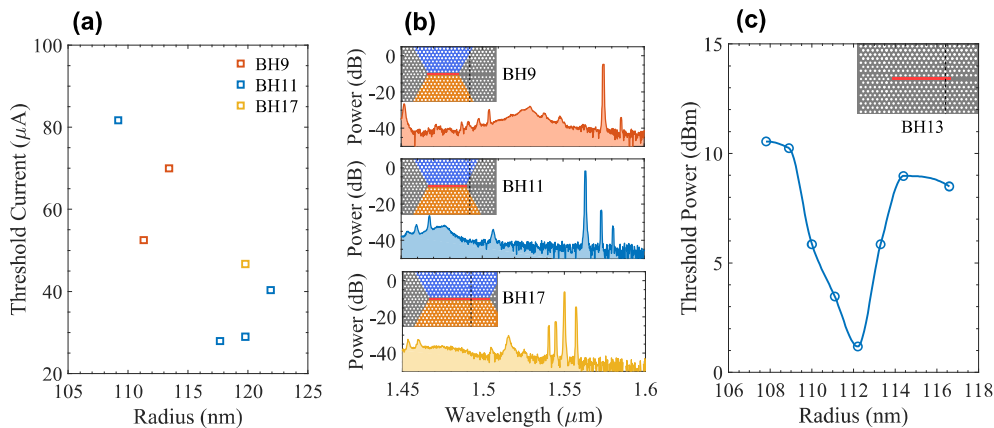 (a)
100
80
60
40
20
105
110
115
120
125
Threshold Current (μA)
Radius (nm)
BH9
BH11
BH17
(b)
0
-20
-40
Power (dB)
BH9
0
-20
-40
Power (dB)
BH11
0
-20
-40
Power (dB)
BH17
1.45
1.5
1.55
1.6
Wavelength (μm)
(c)
15
10
5
0
106
108
110
112
114
116
118
Threshold Power (dBm)
Radius (nm)
BH13